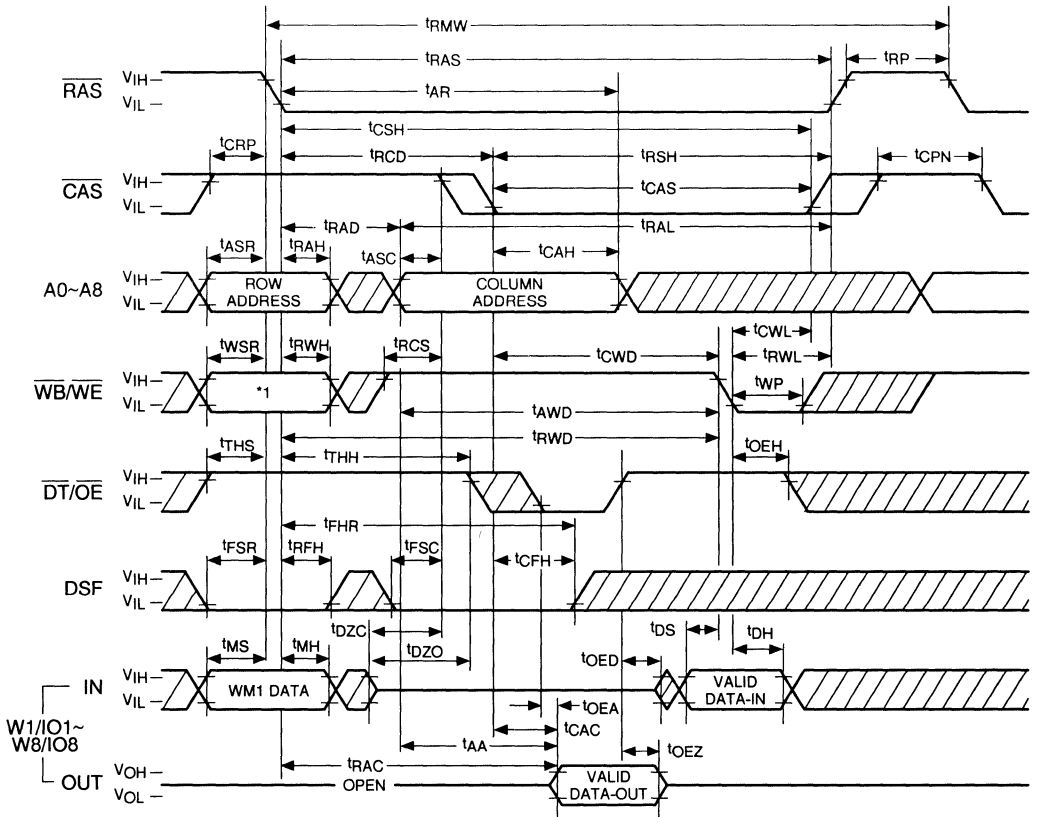 tRMW
tRAS
tRP
RAS
VIH
VIL
tAR
tCSH
tCRP
tRCD
tRSH
tCPN
CAS
VIH
VIL
tCAS
tRAD
tRAL
tASR
tRAH
tASC
tCAH
A0~A8
VIH
VIL
ROW
ADDRESS
COLUMN
ADDRESS
tCWL
tWSR
tRWH
tRCS
tCWD
tRWL
WB/WE
VIH
VIL
*1
tWP
tAWD
tRWD
tTHS
tTHH
tOEH
DT/OE
VIH
VIL
tFHR
tFSR
tRFH
tFSC
tCFH
DSF
VIH
VIL
tDZC
tDS
tMS
tMH
tDZO
tOED
tDH
IN
VIH
VIL
WM1 DATA
VALID
DATA-IN
tOEA
W1/IO1~
W8/IO8
tCAC
tAA
tOEZ
tRAC
OUT
VOH
VOL
OPEN
VALID
DATA-OUT